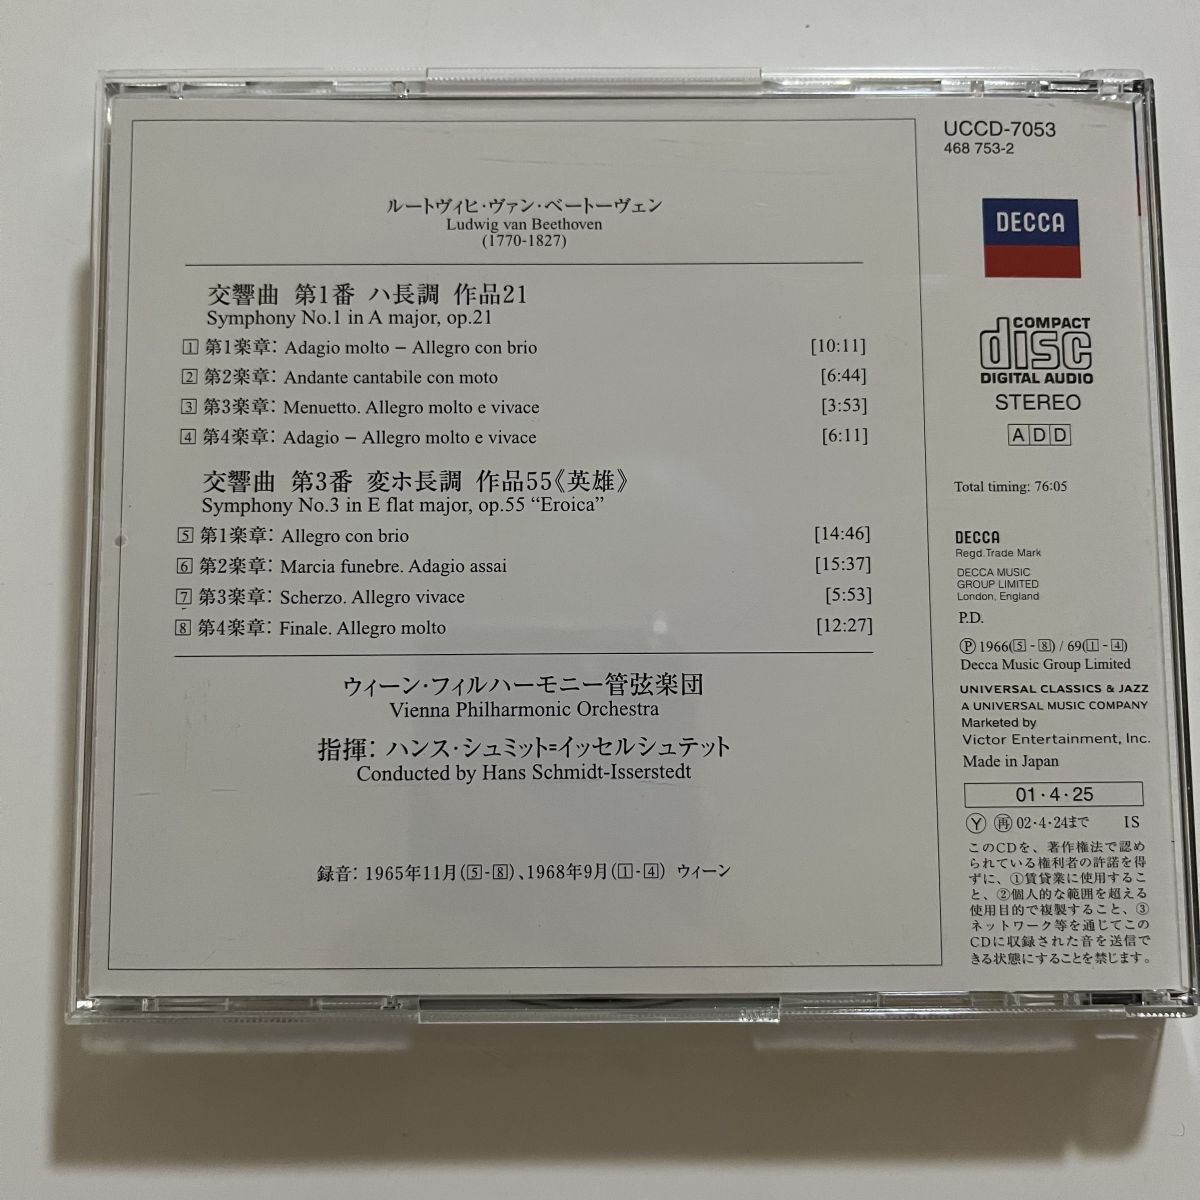 ルートヴィヒ・ヴァン・ベートーヴェン
Ludwig van Beethoven
(1770-1827)
交響曲 第1番 ハ長調 作品21
Symphony No.1 in A major, op.21
1 第1楽章: Adagio molto – Allegro con brio [10:11]
2 第2楽章: Andante cantabile con moto [6:44]
3 第3楽章: Menuetto. Allegro molto e vivace [3:53]
4 第4楽章: Adagio – Allegro molto e vivace [6:11]
交響曲 第3番 変ホ長調 作品55《英雄》
Symphony No.3 in E flat major, op.55 “Eroica”
5 第1楽章: Allegro con brio [14:46]
6 第2楽章: Marcia funebre. Adagio assai [15:37]
7 第3楽章: Scherzo. Allegro vivace [5:53]
8 第4楽章: Finale. Allegro molto [12:27]
ウィーン・フィルハーモニー管弦楽団
Vienna Philharmonic Orchestra
指揮: ハンス・シュミット=イッセルシュテット
Conducted by Hans Schmidt-Isserstedt
録音: 1965年11月(5-8)、1968年9月(1-4) ウィーン
UCCD-7053
468 753-2
DECCA
COMPACT
disc
DIGITAL AUDIO
STEREO
ADD
Total timing: 76:05
DECCA
Regd. Trade Mark
DECCA MUSIC
GROUP LIMITED
London, England
P.D.
Ⓟ 1966(5-8) / 69(1-4)
Decca Music Group Limited
UNIVERSAL CLASSICS & JAZZ
A UNIVERSAL MUSIC COMPANY
Marketed by
Victor Entertainment, Inc.
Made in Japan
01・4・25
Ⓨ 再 02・4・24まで IS
このCDを、著作権法で認め
られている権利者の許諾を得
ずに、①賃貸業に使用するこ
と、②個人的な範囲を超える
使用目的で複製すること、③
ネットワーク等を通じてこの
CDに収録された音を送信で
きる状態にすることを禁じます。